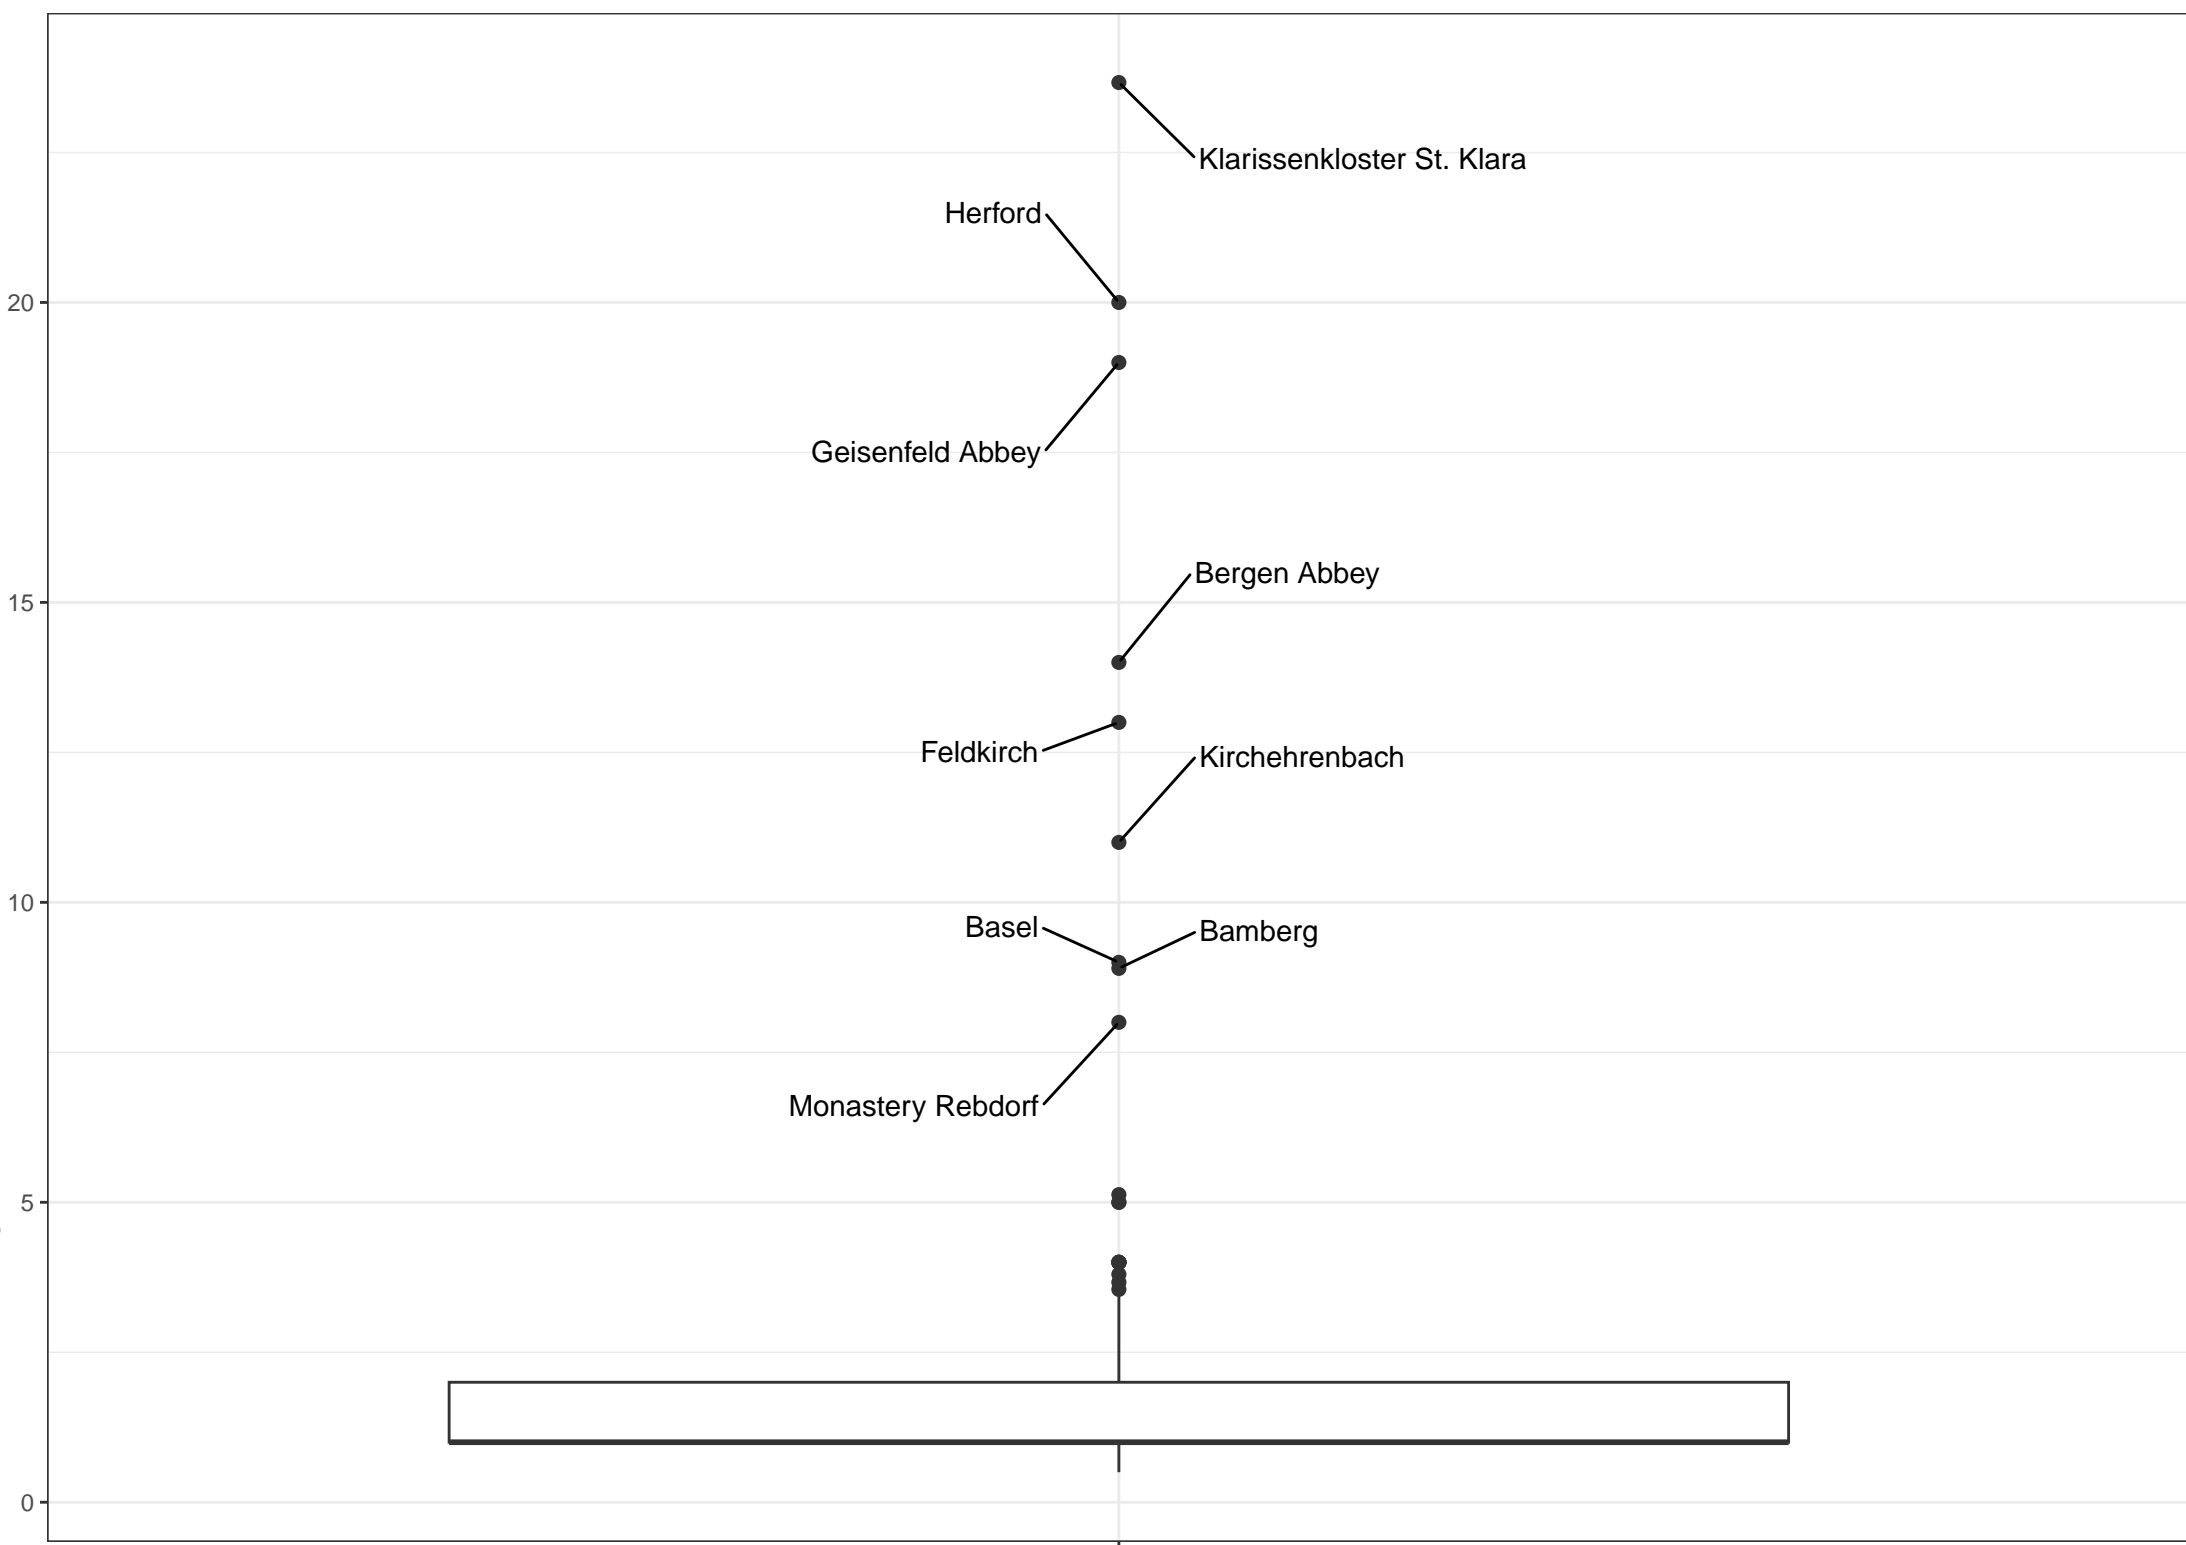 Klarissenkloster St. Klara
Herford
20
Geisenfeld Abbey
Bergen Abbey
15
Feldkirch
Kirchehrenbach
10
Basel
Bamberg
Monastery Rebdorf
5
0